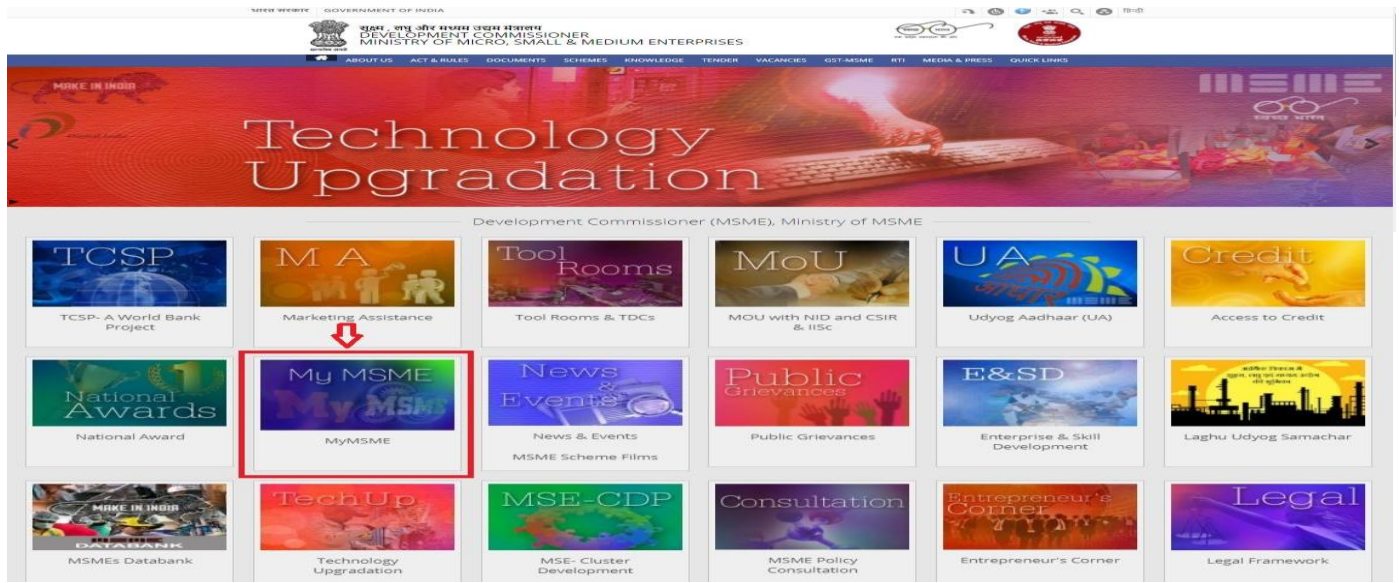 भारत सरकार GOVERNMENT OF INDIA
हिन्दी
सूक्ष्म , लघु और मध्यम उद्यम मंत्रालय
DEVELOPMENT COMMISSIONER
MINISTRY OF MICRO, SMALL & MEDIUM ENTERPRISES
ABOUT US ACT & RULES DOCUMENTS SCHEMES KNOWLEDGE TENDER VACANCIES GST-MSME RTI MEDIA & PRESS QUICK LINKS
MAKE IN INDIA
MSME
स्वच्छ भारत
Technology
Upgradation
Development Commissioner (MSME), Ministry of MSME
TCSP
M A
Tool
Rooms
MoU
UA
आधार
Credit
TCSP- A World Bank
Project
Marketing Assistance
Tool Rooms & TDCs
MOU with NID and CSIR
& IISc
Udyog Aadhaar (UA)
Access to Credit
National
Awards
My MSME
My MSME
News
&
Events
Public
Grievances
E&SD
National Award
MyMSME
News & Events
MSME Scheme Films
Public Grievances
Enterprise & Skill
Development
Laghu Udyog Samachar
MAKE IN INDIA
DATABANK
TechUp
MSE-CDP
Consultation
Entrepreneur's
Corner
Legal
MSMEs Databank
Technology
Upgradation
MSE- Cluster
Development
MSME Policy
Consultation
Entrepreneur's Corner
Legal Framework